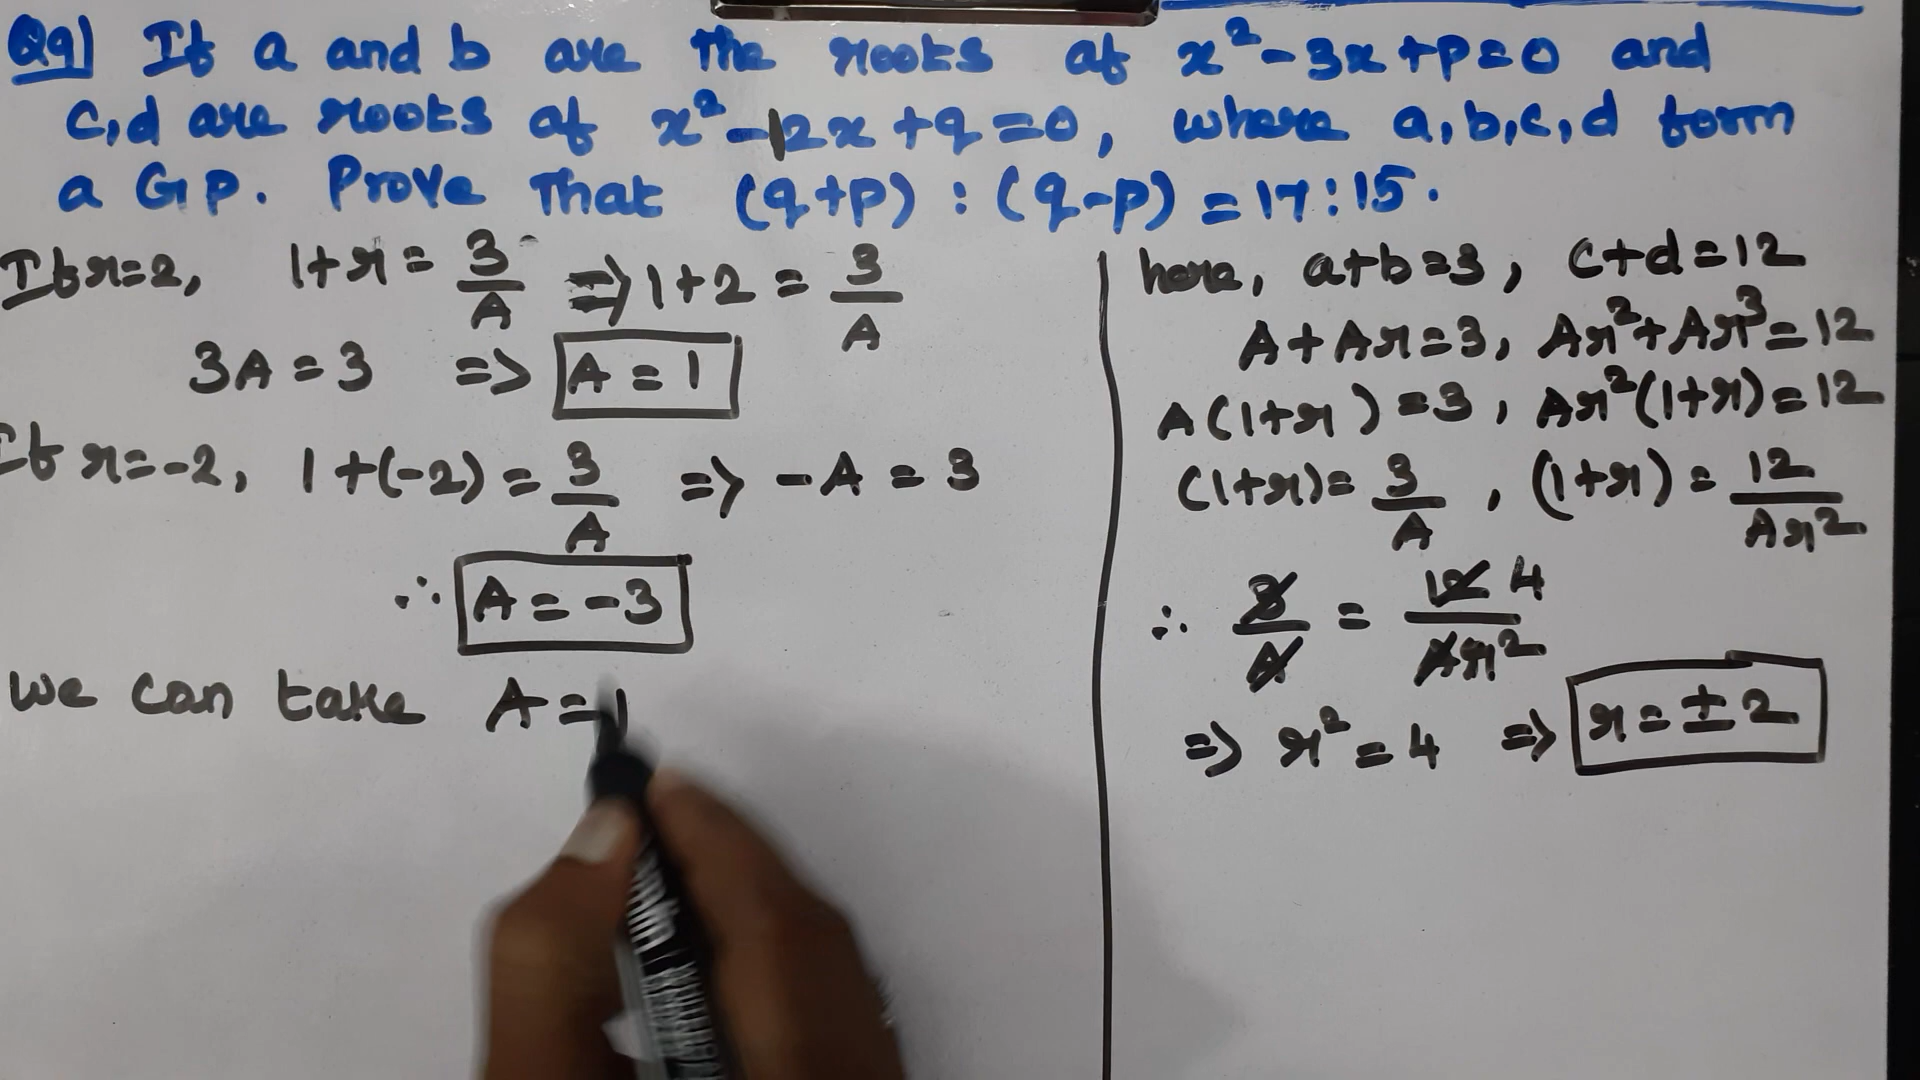 Q9] If a and b are the roots of x²-3x+p=0 and
c,d are roots of x²-12x+q=0, where a,b,c,d form
a GP. Prove that (q+p) : (q-p) = 17:15.
If r=2, 1+r = 3/A => 1+2 = 3/A
3A = 3 => A = 1
If r=-2, 1+(-2) = 3/A => -A = 3
∴ A = -3
we can take A=1
here, a+b=3, c+d=12
A+Ar=3, Ar²+Ar³=12
A(1+r)=3, Ar²(1+r)=12
(1+r)= 3/A , (1+r) = 12/Ar²
∴ 3/A = 12 4/Ar²
=> r² = 4 => r = ±2